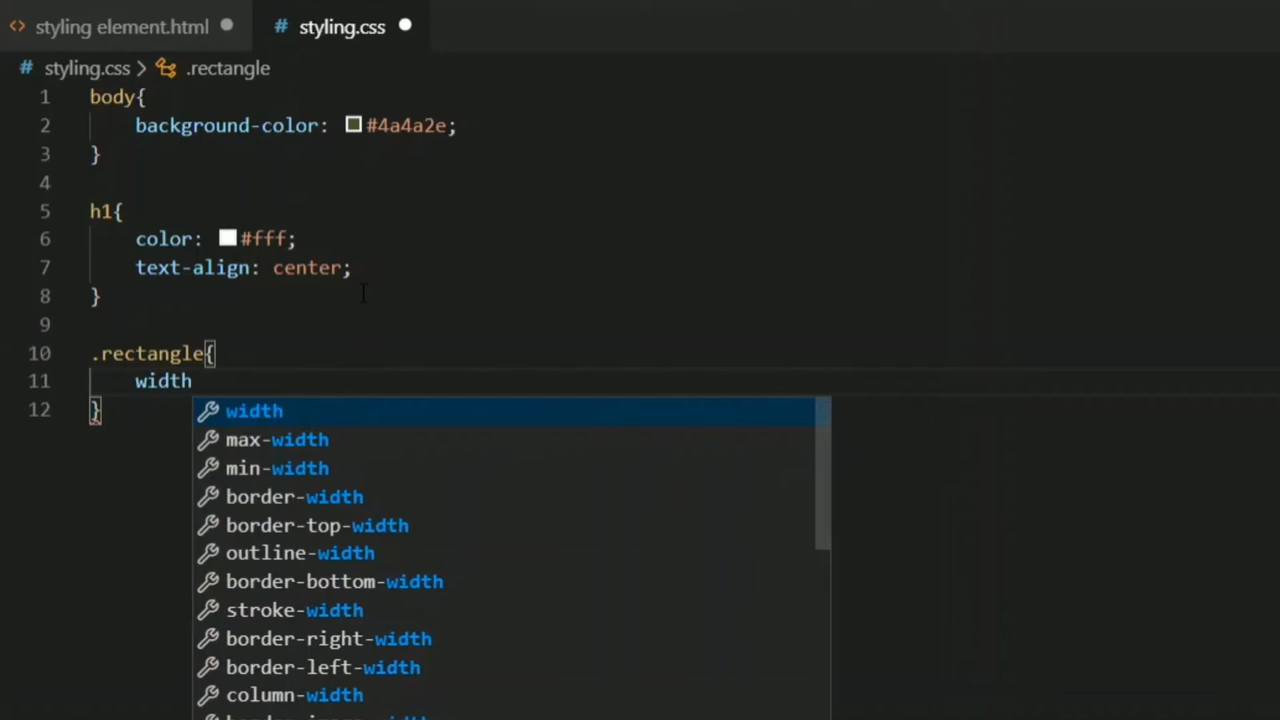 styling element.html
# styling.css
# styling.css > .rectangle
1 body{
2 background-color: #4a4a2e;
3 }
4
5 h1{
6 color: #fff;
7 text-align: center;
8 }
9
10 .rectangle{
11 width
12 }
width
max-width
min-width
border-width
border-top-width
outline-width
border-bottom-width
stroke-width
border-right-width
border-left-width
column-width